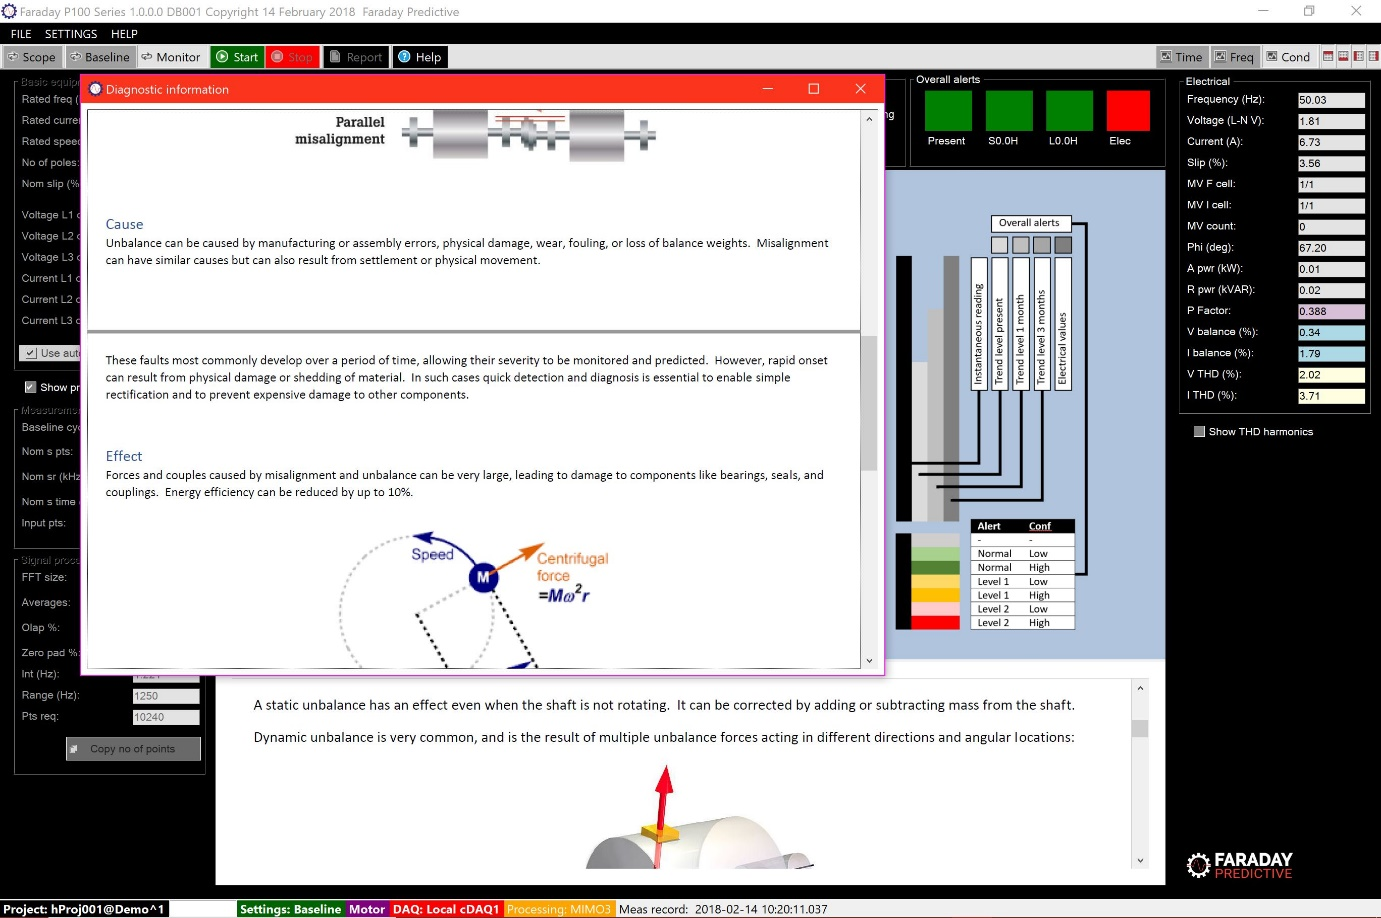 Faraday P100 Series 1.0.0.0 DB001 Copyright 14 February 2018  Faraday Predictive
FILE SETTINGS HELP
Scope Baseline Monitor Start Stop Report Help Time Freq Cond
Basic equip
Rated freq (
Rated curre
Rated speed
No of poles:
Nom slip (%
Voltage L1 c
Voltage L2 c
Voltage L3 c
Current L1 c
Current L2 c
Current L3 c
Use aut
Show pr
Measureme
Baseline cyc
Nom s pts:
Nom sr (kHz
Nom s time
Input pts:
Signal proc
FFT size:
Averages:
Olap %:
Zero pad %:
Int (Hz):
Range (Hz): 1250
Pts req: 10240
Copy no of points
Diagnostic information
Parallel
misalignment
Cause
Unbalance can be caused by manufacturing or assembly errors, physical damage, wear, fouling, or loss of balance weights.  Misalignment
can have similar causes but can also result from settlement or physical movement.
These faults most commonly develop over a period of time, allowing their severity to be monitored and predicted.  However, rapid onset
can result from physical damage or shedding of material.  In such cases quick detection and diagnosis is essential to enable simple
rectification and to prevent expensive damage to other components.
Effect
Forces and couples caused by misalignment and unbalance can be very large, leading to damage to components like bearings, seals, and
couplings.  Energy efficiency can be reduced by up to 10%.
Speed
M
Centrifugal
force
=Mω²r
ng
Overall alerts
Present S0.0H L0.0H Elec
Overall alerts
Instantaneous reading
Trend level present
Trend level 1 month
Trend level 3 months
Electrical values
Alert Conf
- -
Normal Low
Normal High
Level 1 Low
Level 1 High
Level 2 Low
Level 2 High
Electrical
Frequency (Hz): 50.03
Voltage (L-N V): 1.81
Current (A): 6.73
Slip (%): 3.56
MV F cell: 1/1
MV I cell: 1/1
MV count: 0
Phi (deg): 67.20
A pwr (kW): 0.01
R pwr (kVAR): 0.02
P Factor: 0.388
V balance (%): 0.34
I balance (%): 1.79
V THD (%): 2.02
I THD (%): 3.71
Show THD harmonics
A static unbalance has an effect even when the shaft is not rotating.  It can be corrected by adding or subtracting mass from the shaft.
Dynamic unbalance is very common, and is the result of multiple unbalance forces acting in different directions and angular locations:
FARADAY
PREDICTIVE
Project: hProj001@Demo^1 Settings: Baseline Motor DAQ: Local cDAQ1 Processing: MIMO3 Meas record:  2018-02-14 10:20:11.037